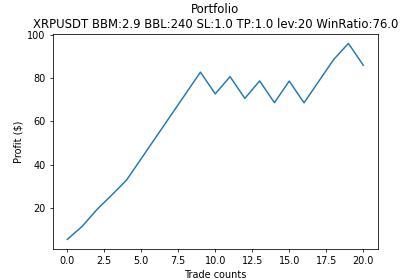 Portfolio
XRPUSDT BBM:2.9 BBL:240 SL:1.0 TP:1.0 lev:20 WinRatio:76.0
100
80
60
40
20
Profit ($)
0.0 2.5 5.0 7.5 10.0 12.5 15.0 17.5 20.0
Trade counts